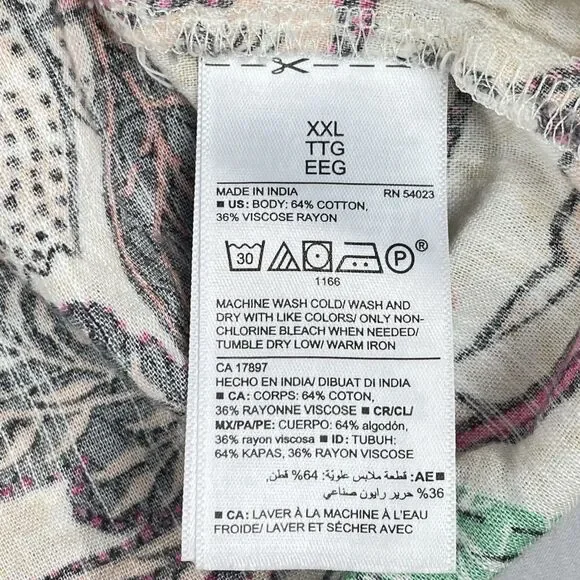 XXL
TTG
EEG
MADE IN INDIA RN 54023
■ US: BODY: 64% COTTON,
36% VISCOSE RAYON
30 P ®
1166
MACHINE WASH COLD/ WASH AND
DRY WITH LIKE COLORS/ ONLY NON-
CHLORINE BLEACH WHEN NEEDED/
TUMBLE DRY LOW/ WARM IRON
CA 17897
HECHO EN INDIA/ DIBUAT DI INDIA
■ CA: CORPS: 64% COTON,
36% RAYONNE VISCOSE ■ CR/CL/
MX/PA/PE: CUERPO: 64% algodón,
36% rayon viscosa ■ ID: TUBUH:
64% KAPAS, 36% RAYON VISCOSE
■ AE: قطعة ملابس علويّة: 64% قطن,
36% حرير رايون صناعي
■ CA: LAVER À LA MACHINE À L'EAU
FROIDE/ LAVER ET SÉCHER AVEC